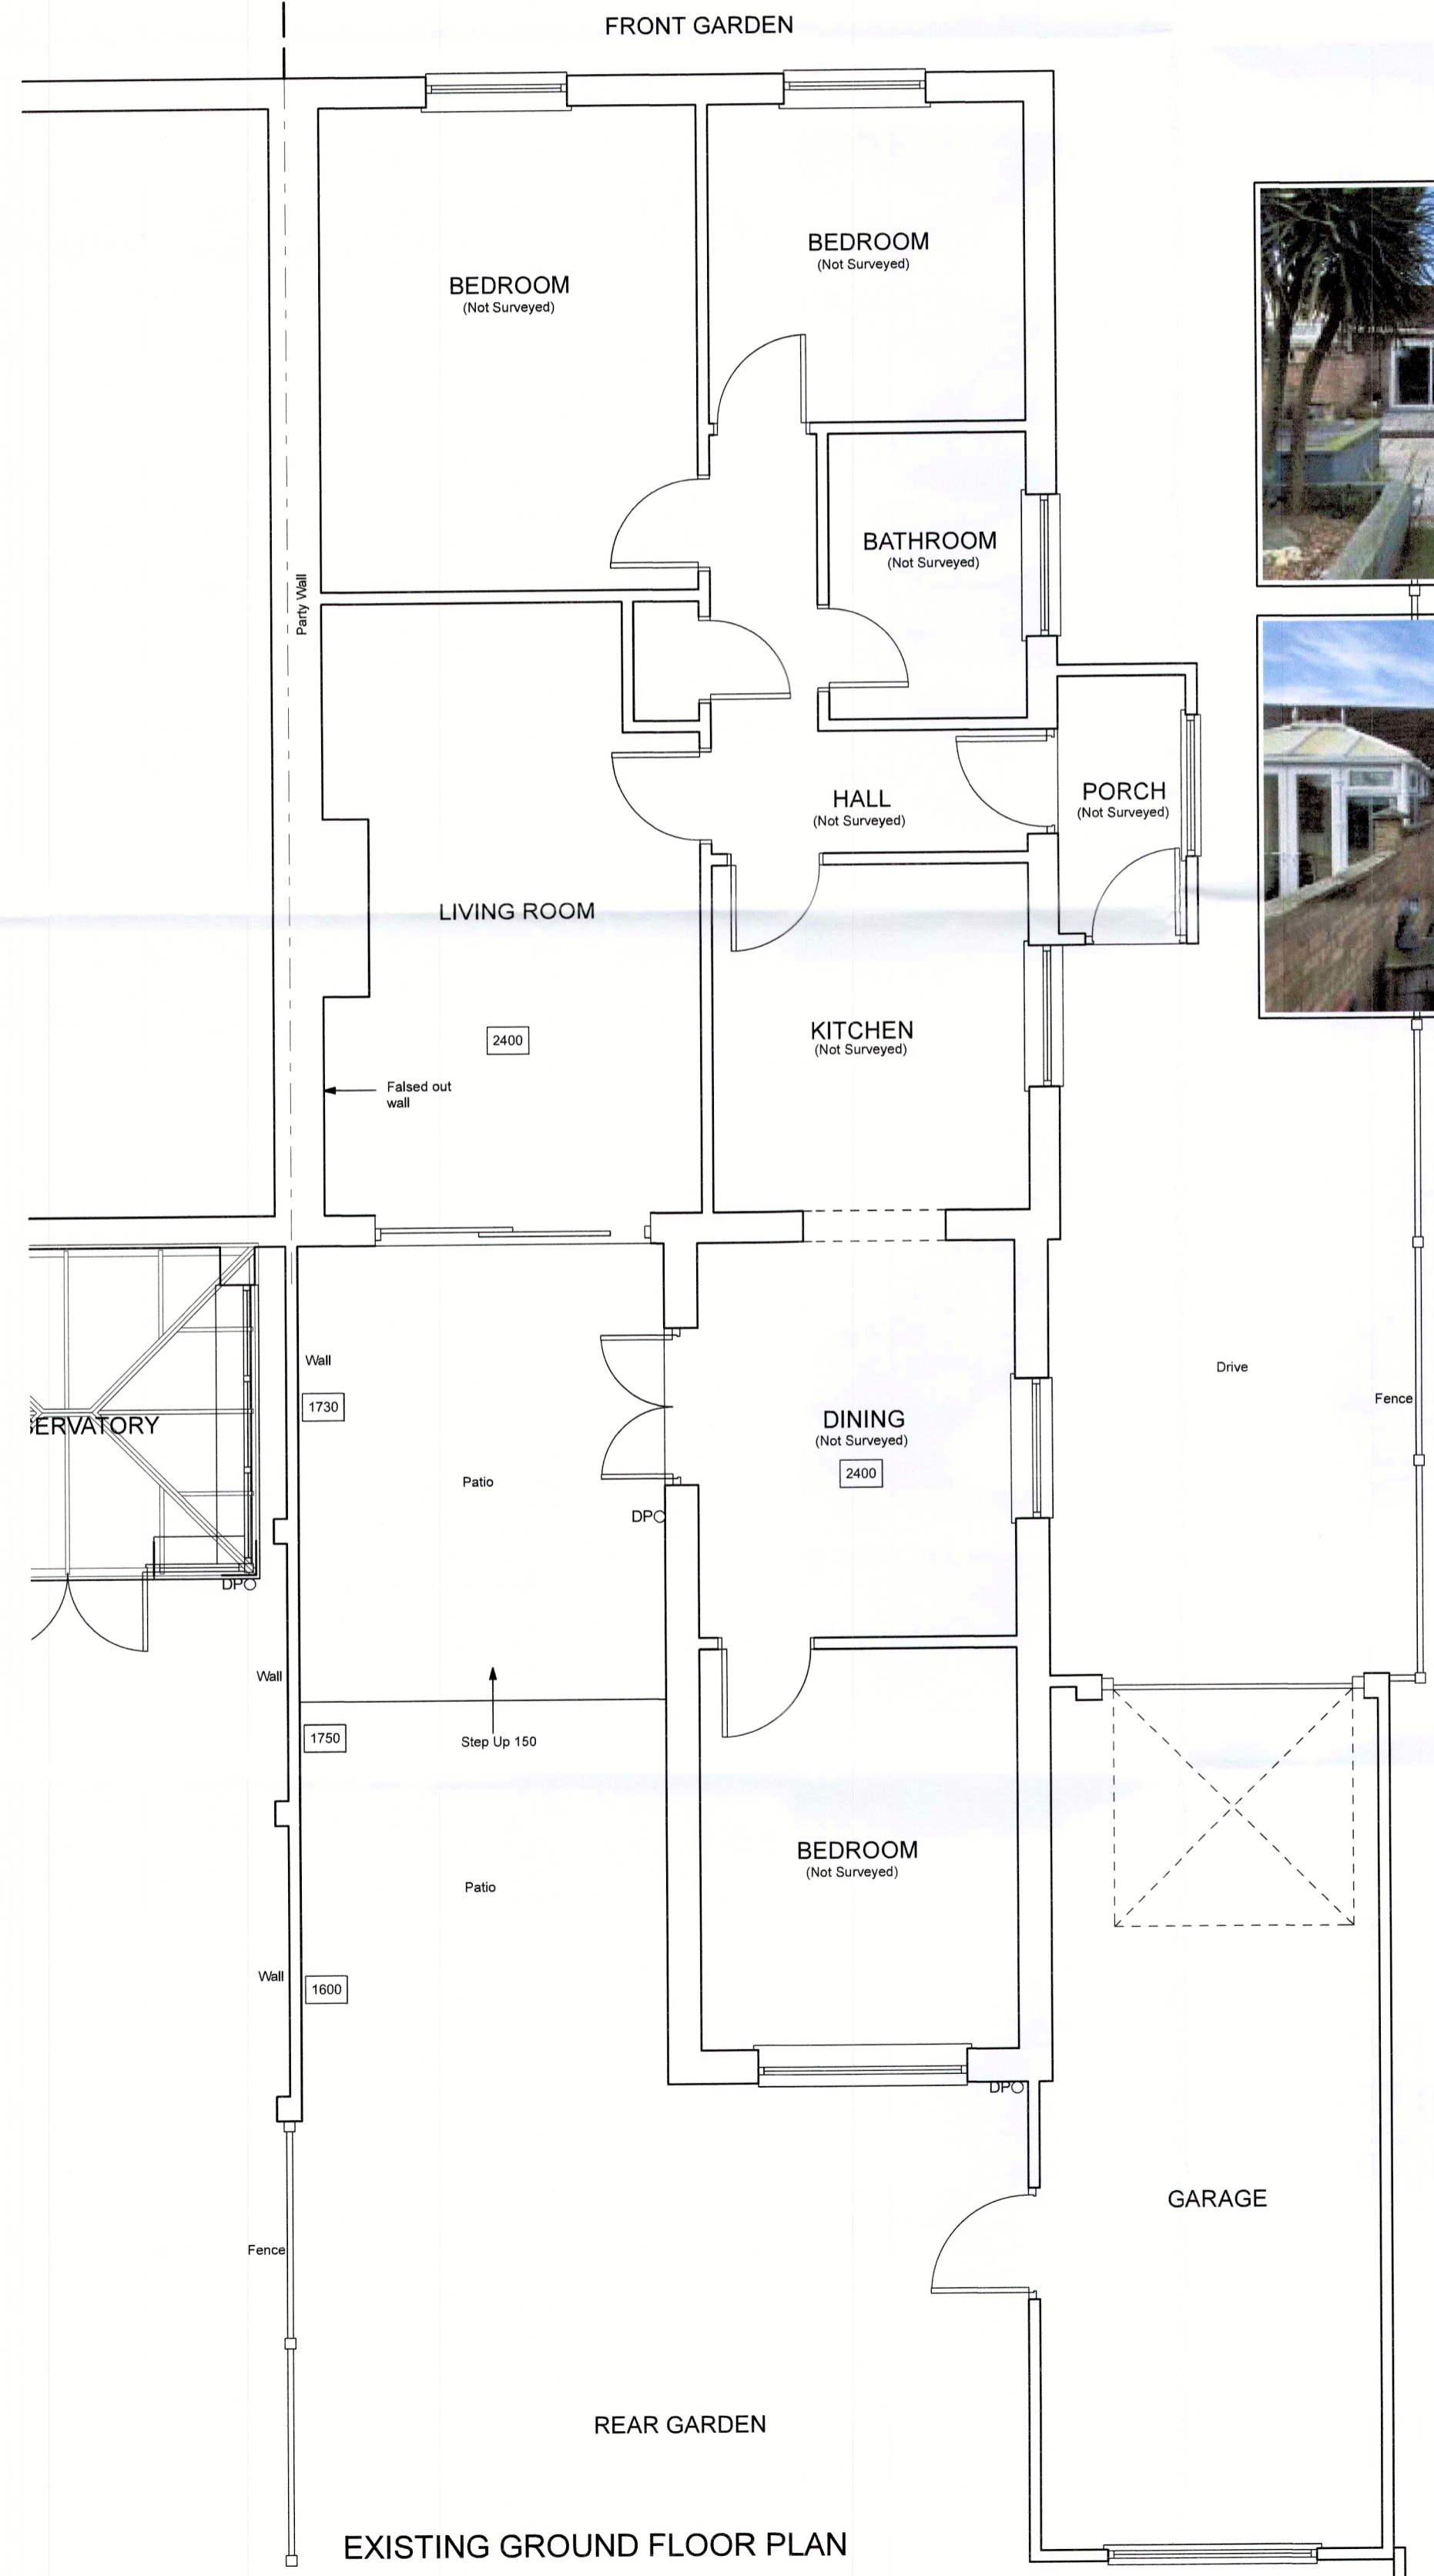 FRONT GARDEN
BEDROOM
(Not Surveyed)
BEDROOM
(Not Surveyed)
BATHROOM
(Not Surveyed)
Party Wall
HALL
(Not Surveyed)
PORCH
(Not Surveyed)
LIVING ROOM
2400
Falsed out
wall
KITCHEN
(Not Surveyed)
Wall
1730
ERVATORY
Patio
DINING
(Not Surveyed)
2400
Drive
Fence
DP
DP
Wall
1750
Step Up 150
BEDROOM
(Not Surveyed)
Patio
Wall
1600
DP
GARAGE
Fence
REAR GARDEN
EXISTING GROUND FLOOR PLAN